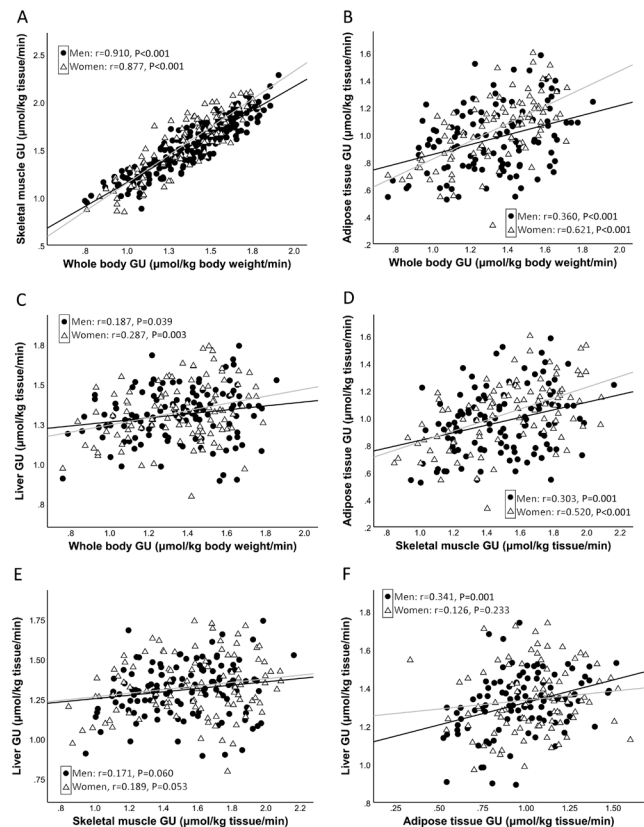 A
Men: r=0.910, P<0.001
Women: r=0.877, P<0.001
Skeletal muscle GU (µmol/kg tissue/min)
2.5
2.0
1.5
1.0
.5
.8 1.0 1.3 1.5 1.8 2.0
Whole body GU (µmol/kg body weight/min)
B
Men: r=0.360, P<0.001
Women: r=0.621, P<0.001
Adipose tissue GU (µmol/kg tissue/min)
1.6
1.4
1.2
1.0
.8
.6
.4
.2
.8 1.0 1.2 1.4 1.6 1.8 2.0
Whole body GU (µmol/kg body weight/min)
C
Men: r=0.187, P=0.039
Women: r=0.287, P=0.003
Liver GU (µmol/kg tissue/min)
1.8
1.5
1.3
1.0
.8
.8 1.0 1.2 1.4 1.6 1.8 2.0
Whole body GU (µmol/kg body weight/min)
D
Men: r=0.303, P=0.001
Women: r=0.520, P<0.001
Adipose tissue GU (µmol/kg tissue/min)
1.6
1.4
1.2
1.0
.8
.6
.4
.2
.8 1.0 1.2 1.4 1.6 1.8 2.0 2.2
Skeletal muscle GU (µmol/kg tissue/min)
E
Men: r=0.171, P=0.060
Women, r=0.189, P=0.053
Liver GU (µmol/kg tissue/min)
1.75
1.50
1.25
1.00
.75
.8 1.0 1.2 1.4 1.6 1.8 2.0 2.2
Skeletal muscle GU (µmol/kg tissue/min)
F
Men: r=0.341, P=0.001
Women: r=0.126, P=0.233
Liver GU (µmol/kg tissue/min)
1.8
1.6
1.4
1.2
1.0
.8
.25 .50 .75 1.00 1.25 1.50
Adipose tissue GU (µmol/kg tissue/min)